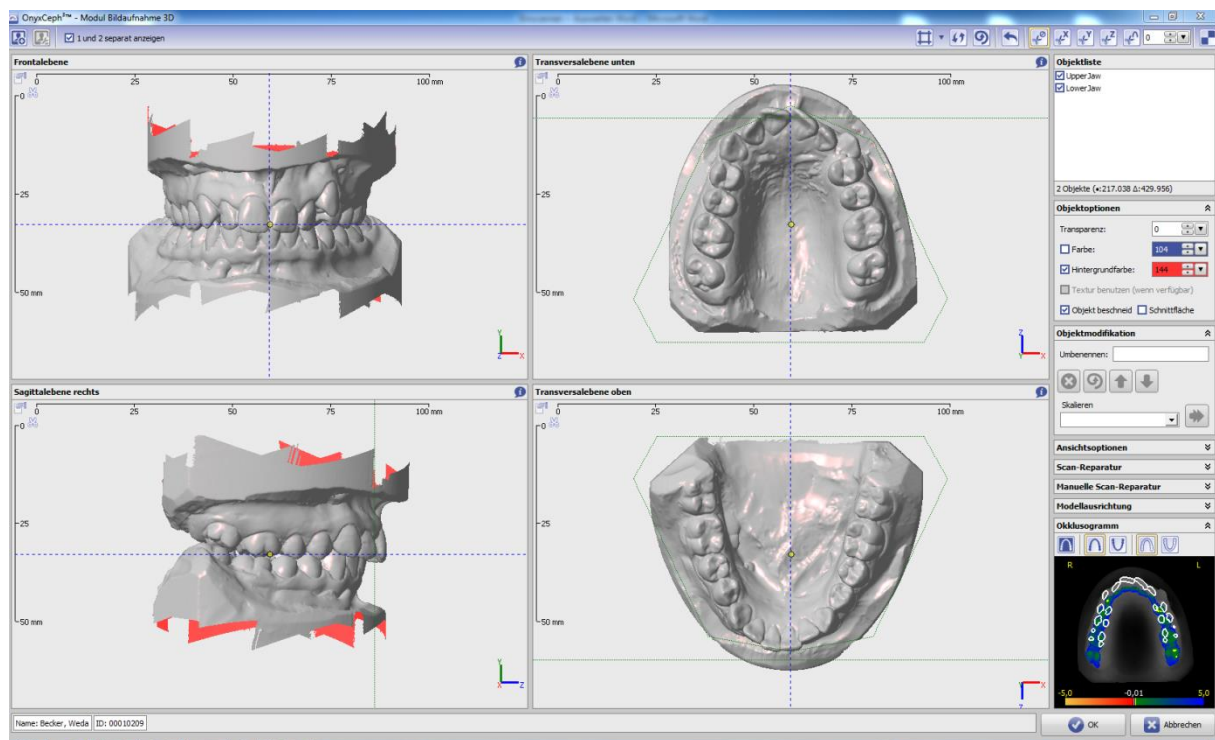 OnyxCeph³™ - Modul Bildaufnahme 3D
1 und 2 separat anzeigen
0
Frontalebene
0 25 50 75 100 mm
0
25
50 mm
Y
Z X
Transversalebene unten
0 25 50 75 100 mm
0
25
50 mm
Z
Y X
Sagittalebene rechts
0 25 50 75 100 mm
0
25
50 mm
Y
X Z
Transversalebene oben
0 25 50 75 100 mm
0
25
50 mm
Y X
Z
Objektliste
UpperJaw
LowerJaw
2 Objekte (•:217.038 Δ:429.956)
Objektoptionen
Transparenz: 0
Farbe: 104
Hintergrundfarbe: 144
Textur benutzen (wenn verfügbar)
Objekt beschneid Schnittfläche
Objektmodifikation
Umbenennen:
Skalieren
Ansichtsoptionen
Scan-Reparatur
Manuelle Scan-Reparatur
Modellausrichtung
Okklusogramm
R L
-5,0 -0,01 5,0
Name: Becker, Weda ID: 00010209
OK Abbrechen